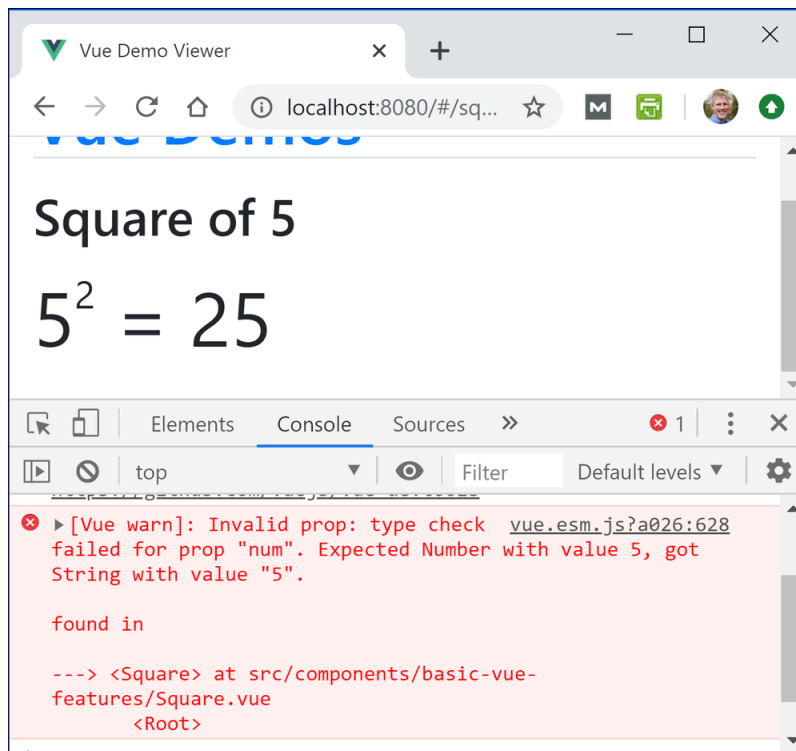 Vue Demo Viewer
localhost:8080/#/sq...
Vue Demos
Square of 5
5² = 25
Elements Console Sources 1
top Filter Default levels
[Vue warn]: Invalid prop: type check vue.esm.js?a026:628
failed for prop "num". Expected Number with value 5, got
String with value "5".
found in
---> <Square> at src/components/basic-vue-
features/Square.vue
<Root>